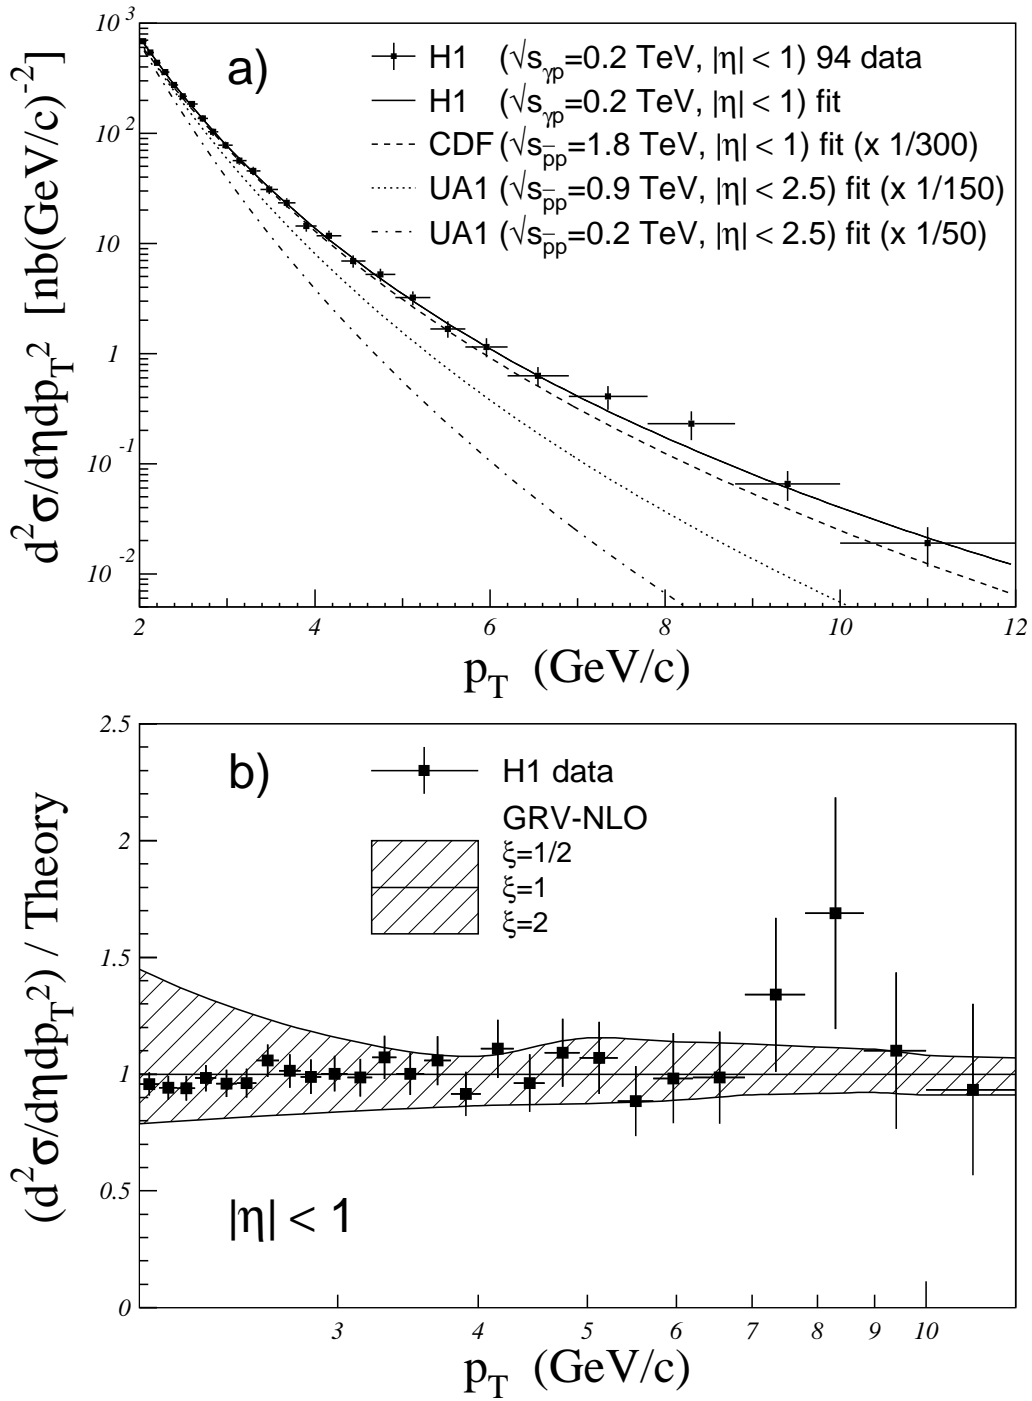 a)
H1 (√s_γp=0.2 TeV, |η| < 1) 94 data
H1 (√s_γp=0.2 TeV, |η| < 1) fit
CDF (√s_p̅p=1.8 TeV, |η| < 1) fit (x 1/300)
UA1 (√s_p̅p=0.9 TeV, |η| < 2.5) fit (x 1/150)
UA1 (√s_p̅p=0.2 TeV, |η| < 2.5) fit (x 1/50)
d²σ/dηdp_T² [nb(GeV/c)⁻²]
10³
10²
10
1
10⁻¹
10⁻²
2 4 6 8 10 12
p_T (GeV/c)
b)
H1 data
GRV-NLO
ξ=1/2
ξ=1
ξ=2
|η| < 1
(d²σ/dηdp_T²) / Theory
2.5
2
1.5
1
0.5
0
3 4 5 6 7 8 9 10
p_T (GeV/c)